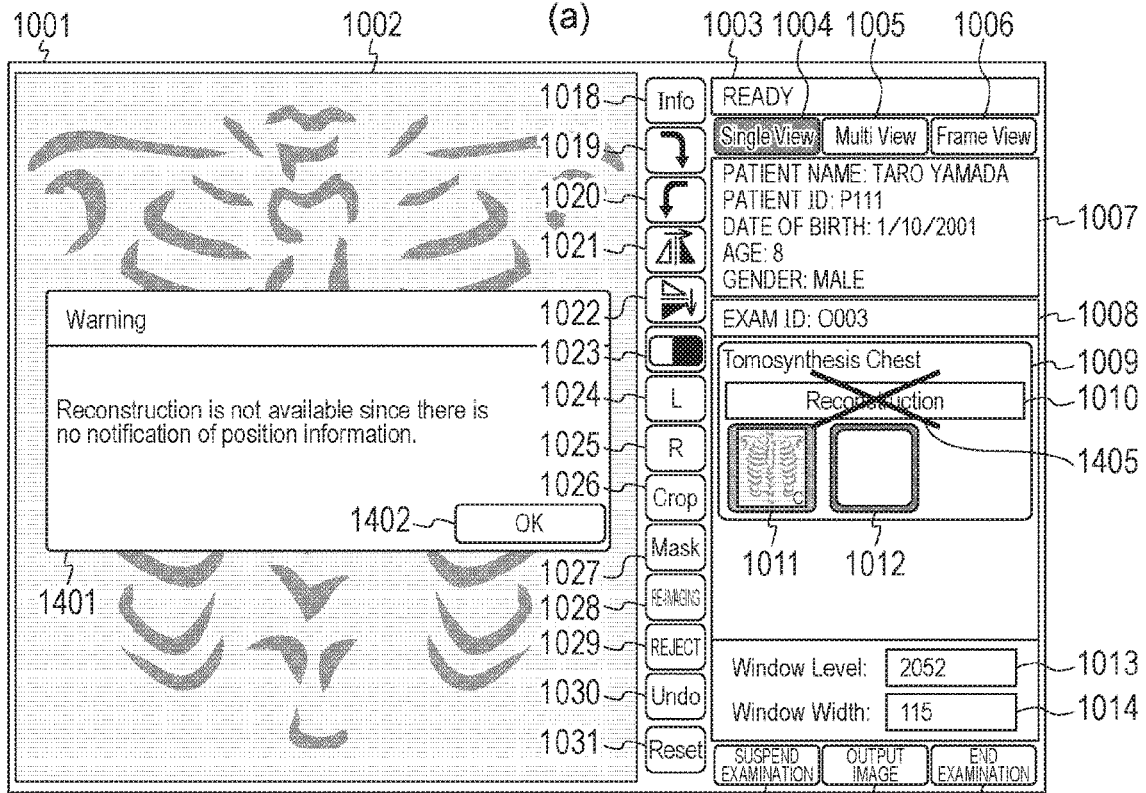 (a)
1001
1002
1003
1004
1005
1006
1018
Info
READY
1019
Single View
Multi View
Frame View
1020
PATIENT NAME: TARO YAMADA
PATIENT ID: P111
DATE OF BIRTH: 1/10/2001
AGE: 8
GENDER: MALE
1007
1021
1022
EXAM ID: O003
1008
Warning
1023
Tomosynthesis Chest
1009
1024
L
Reconstruction
1010
Reconstruction is not available since there is
no notification of position information.
1025
R
1405
1026
Crop
C
1402
OK
1027
Mask
1011
1012
1401
1028
RE-IMAGING
1029
REJECT
1030
Undo
Window Level:
2052
1013
Window Width:
115
1014
1031
Reset
SUSPEND
EXAMINATION
OUTPUT
IMAGE
END
EXAMINATION